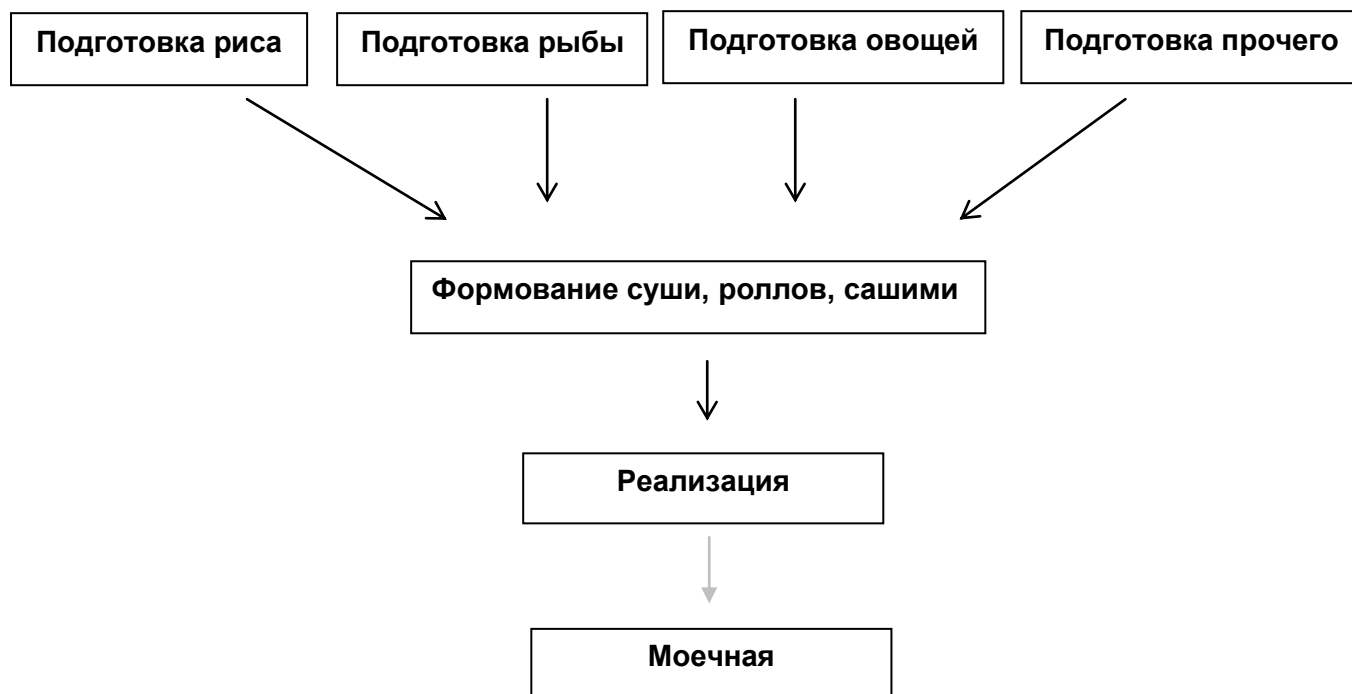 Подготовка риса
Подготовка рыбы
Подготовка овощей
Подготовка прочего
Формование суши, роллов, сашими
Реализация
Моечная